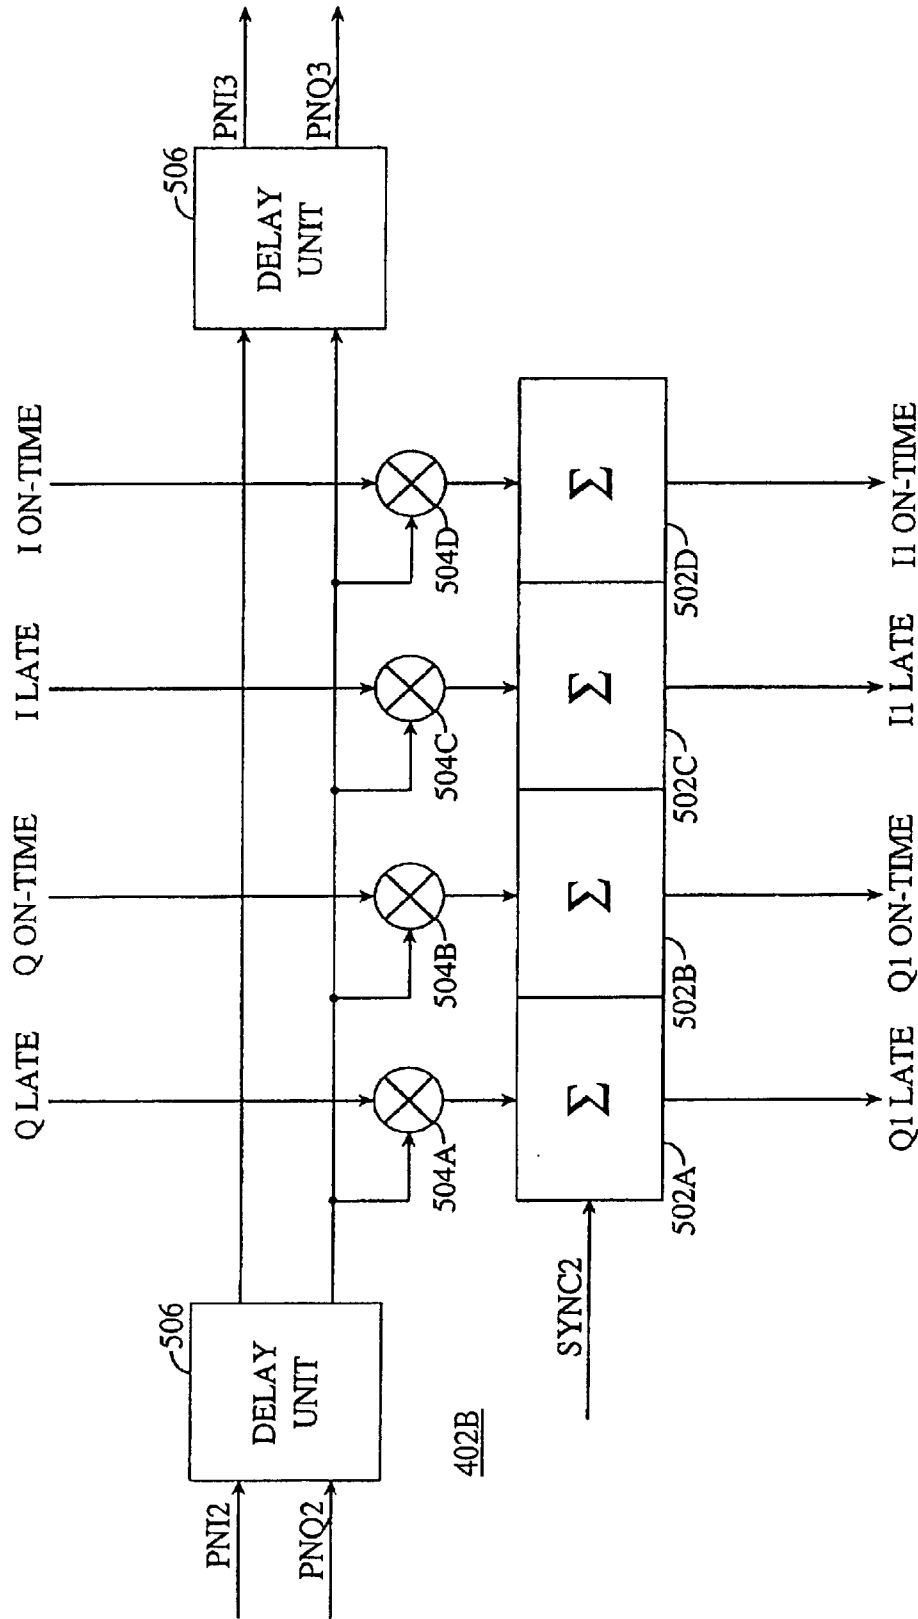 Q LATE
Q ON-TIME
I LATE
I ON-TIME
PNI2
PNQ2
506
DELAY
UNIT
506
DELAY
UNIT
PNI3
PNQ3
504A
504B
504C
504D
402B
SYNC2
Σ
Σ
Σ
Σ
502A
502B
502C
502D
Q1 LATE
Q1 ON-TIME
I1 LATE
I1 ON-TIME